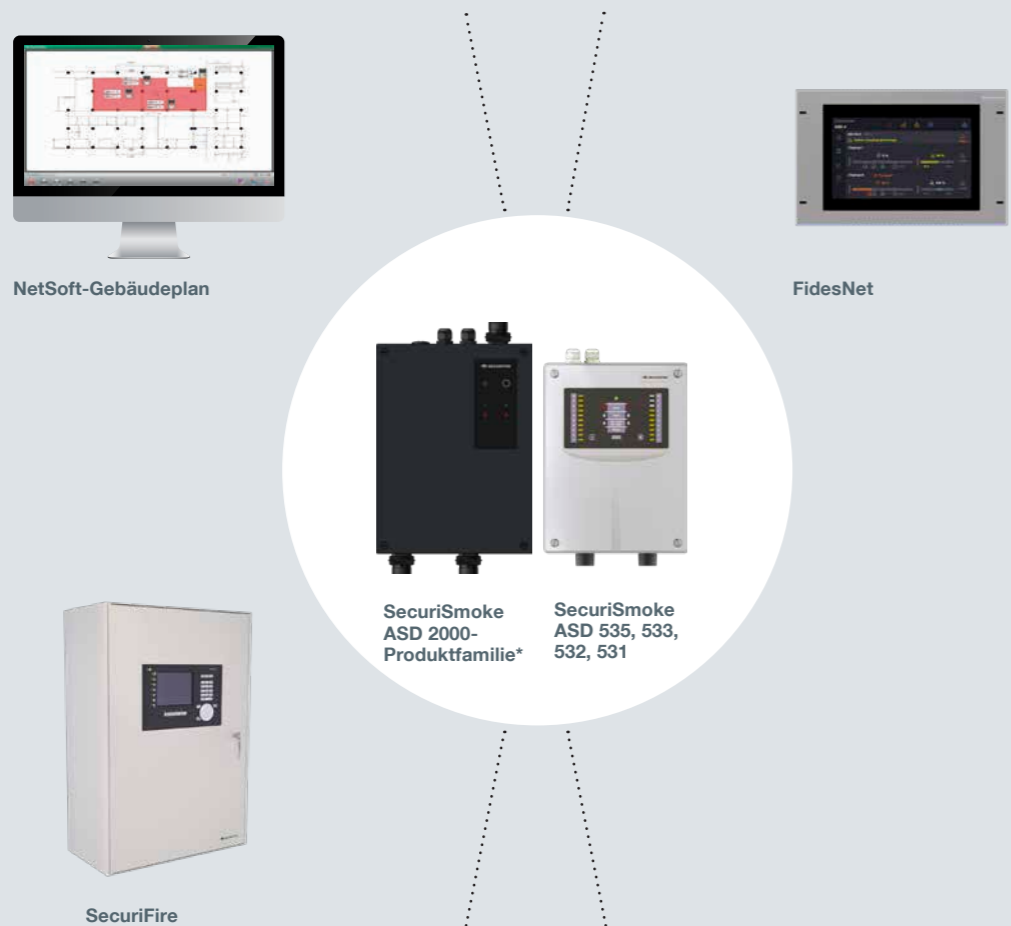 NetSoft-Gebäudeplan
FidesNet
SecuriSmoke
ASD 2000-
Produktfamilie*
SecuriSmoke
ASD 535, 533,
532, 531
SecuriFire